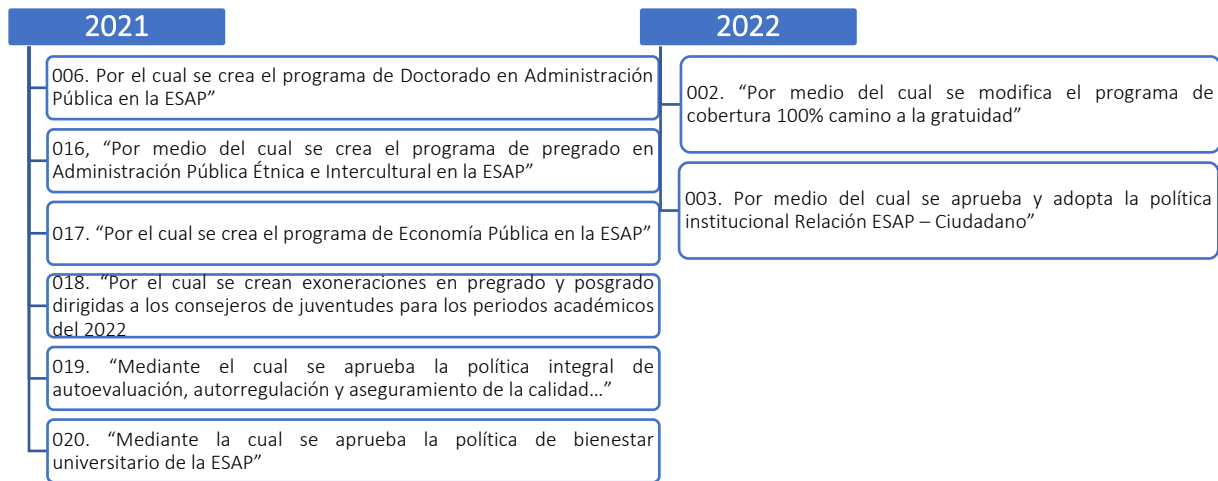 2021
006. Por el cual se crea el programa de Doctorado en Administración
Pública en la ESAP”
016, “Por medio del cual se crea el programa de pregrado en
Administración Pública Étnica e Intercultural en la ESAP”
017. “Por el cual se crea el programa de Economía Pública en la ESAP”
018. “Por el cual se crean exoneraciones en pregrado y posgrado
dirigidas a los consejeros de juventudes para los periodos académicos
del 2022
019. “Mediante el cual se aprueba la política integral de
autoevaluación, autorregulación y aseguramiento de la calidad…”
020. “Mediante la cual se aprueba la política de bienestar
universitario de la ESAP”
2022
002. “Por medio del cual se modifica el programa de
cobertura 100% camino a la gratuidad”
003. Por medio del cual se aprueba y adopta la política
institucional Relación ESAP – Ciudadano”